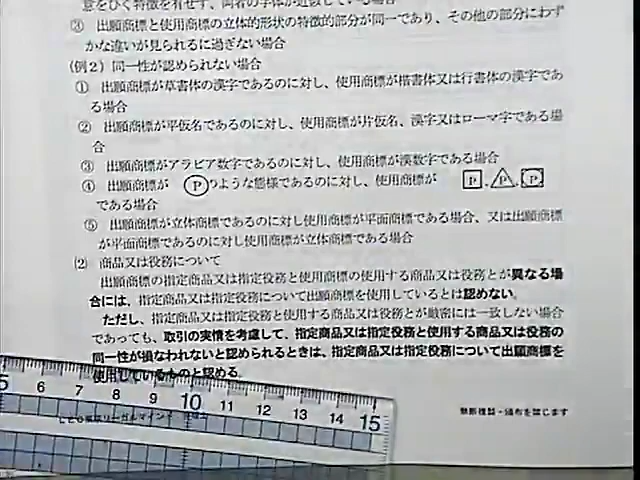 意をひく特徴を有せず、両者の字体が近似している場合
③ 出願商標と使用商標の立体的形状の特徴的部分が同一であり、その他の部分にわず
かな違いが見られるに過ぎない場合
(例2) 同一性が認められない場合
① 出願商標が草書体の漢字であるのに対し、使用商標が楷書体又は行書体の漢字であ
る場合
② 出願商標が平仮名であるのに対し、使用商標が片仮名、漢字又はローマ字である場
合
③ 出願商標がアラビア数字であるのに対し、使用商標が漢数字である場合
④ 出願商標が Ⓟのような態様であるのに対し、使用商標が P、P、P
である場合
⑤ 出願商標が立体商標であるのに対し使用商標が平面商標である場合、又は出願商標
が平面商標であるのに対し使用商標が立体商標である場合
(2) 商品又は役務について
出願商標の指定商品又は指定役務と使用商標の使用する商品又は役務とが異なる場
合には、指定商品又は指定役務について出願商標を使用しているとは認めない。
ただし、指定商品又は指定役務と使用する商品又は役務とが厳密には一致しない場合
であっても、取引の実情を考慮して、指定商品又は指定役務と使用する商品又は役務の
同一性が損なわれないと認められるときは、指定商品又は指定役務について出願商標を
使用しているものと認める。
5 6 7 8 9 10 11 12 13 14 15
LEC東京リーガルマインド
無断複製・頒布を禁じます